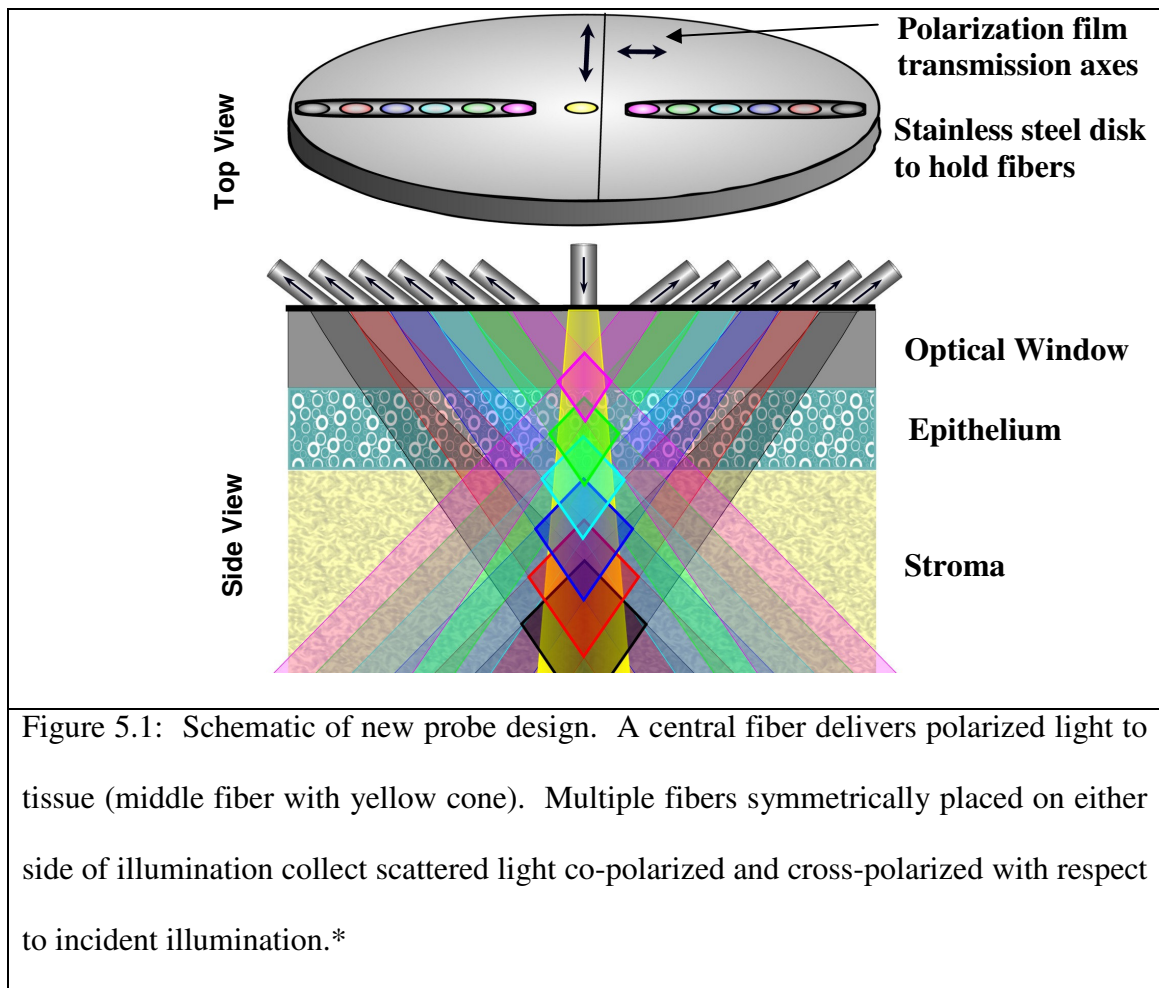 Polarization film
transmission axes
Stainless steel disk
to hold fibers
Top View
Optical Window
Epithelium
Stroma
Side View
Figure 5.1: Schematic of new probe design. A central fiber delivers polarized light to
tissue (middle fiber with yellow cone). Multiple fibers symmetrically placed on either
side of illumination collect scattered light co-polarized and cross-polarized with respect
to incident illumination.*